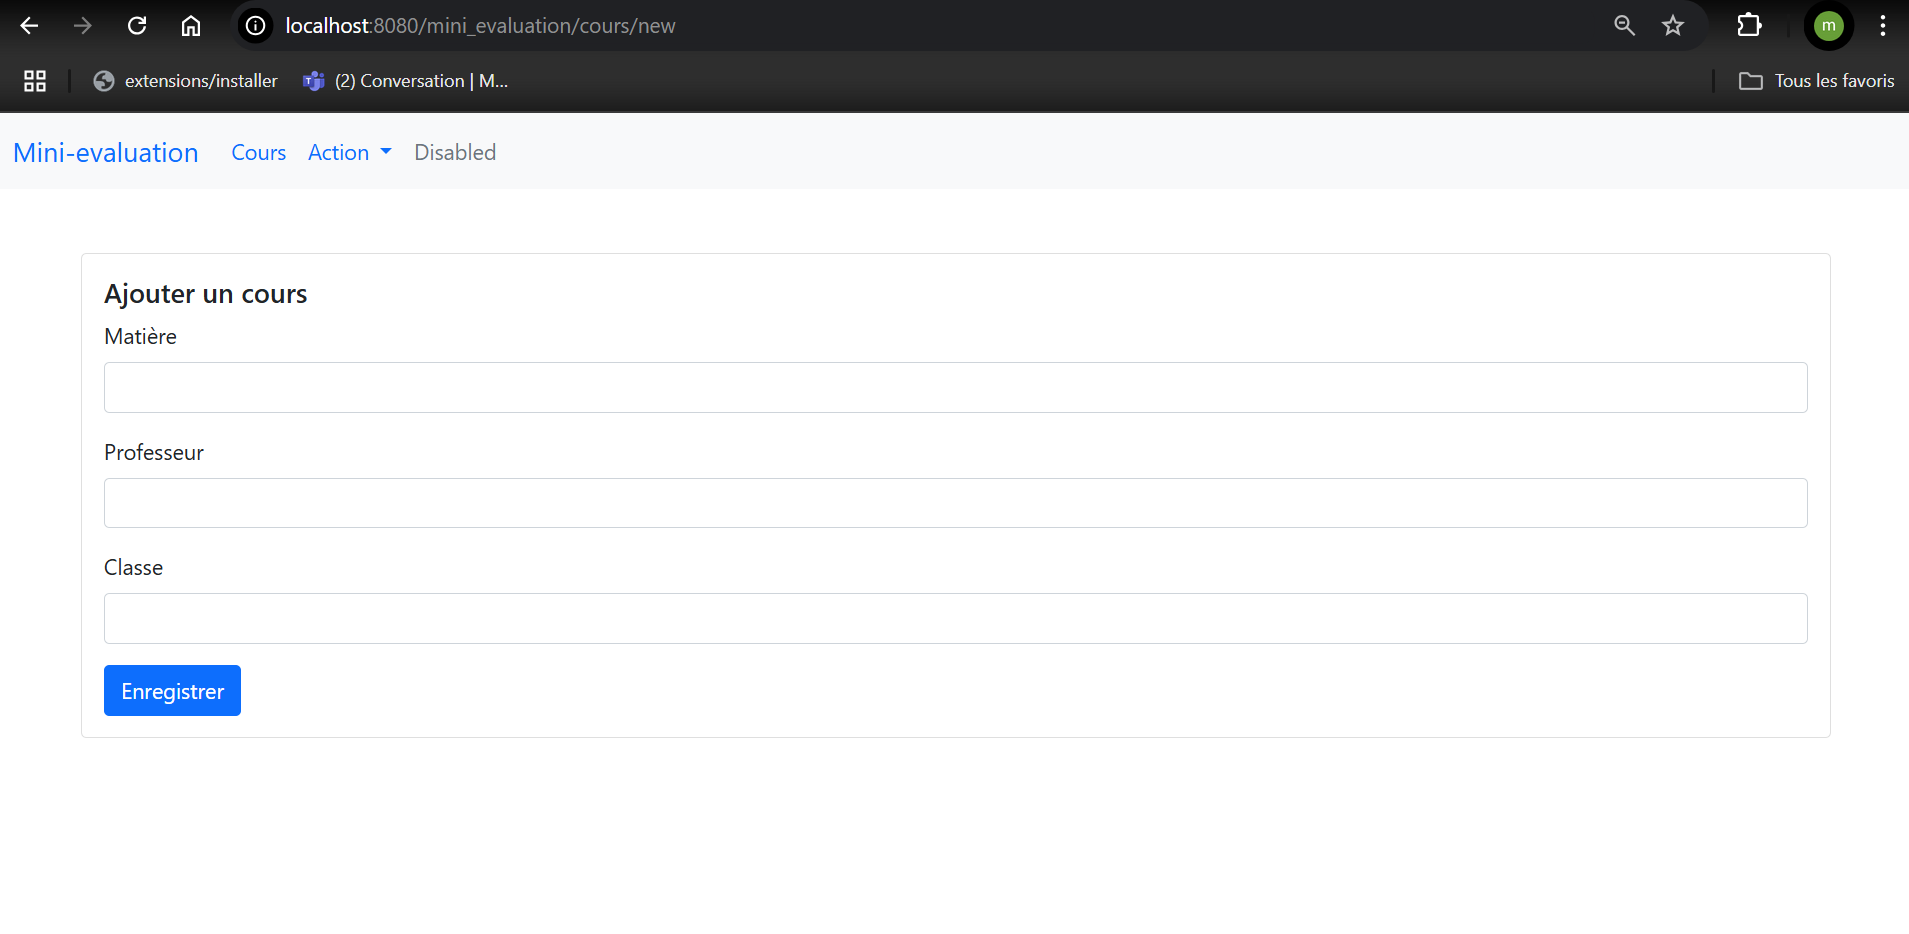 localhost:8080/mini_evaluation/cours/new
m
extensions/installer
(2) Conversation | M...
Tous les favoris
Mini-evaluation Cours Action Disabled
Ajouter un cours
Matière
Professeur
Classe
Enregistrer